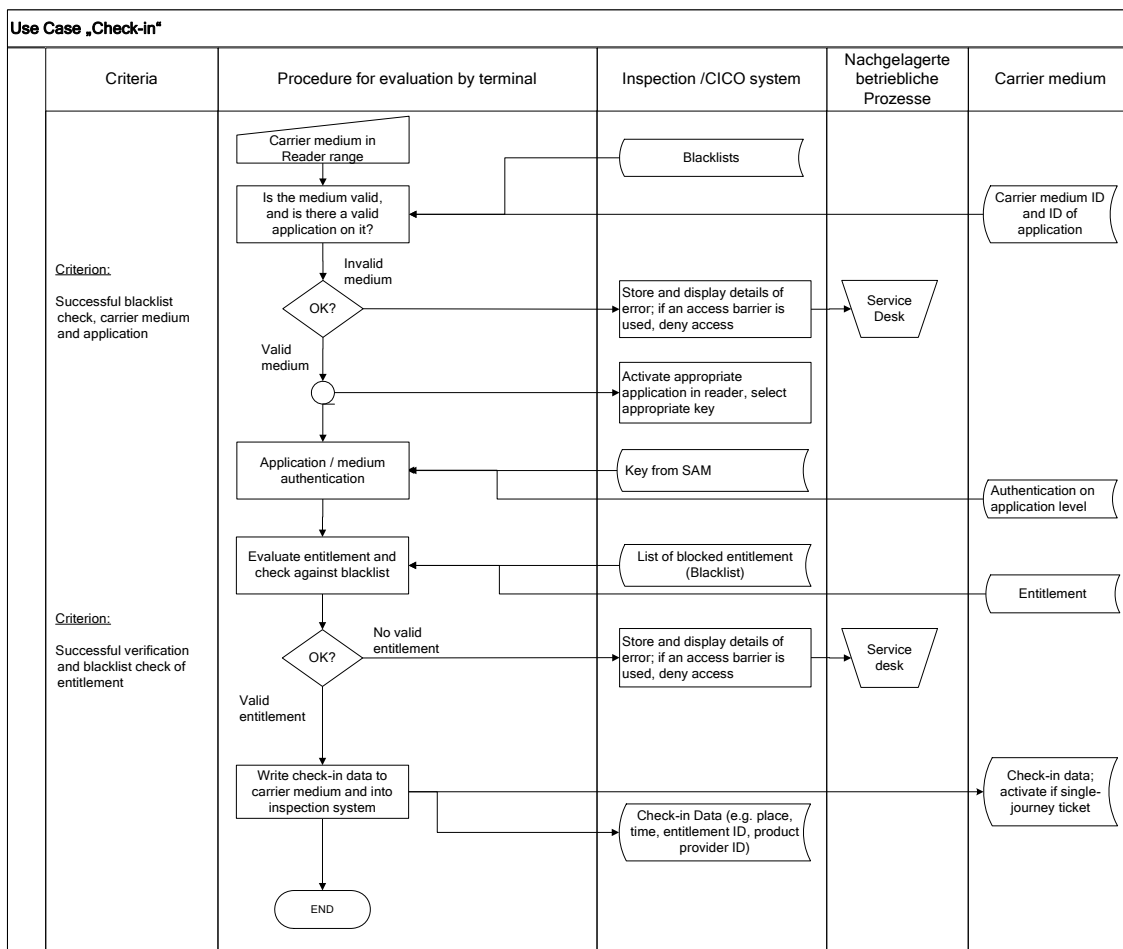 Use Case „Check-in“
Criteria
Procedure for evaluation by terminal
Inspection /CICO system
Nachgelagerte
betriebliche
Prozesse
Carrier medium
Carrier medium in
Reader range
Blacklists
Is the medium valid,
and is there a valid
application on it?
Carrier medium ID
and ID of
application
Criterion:
Successful blacklist
check, carrier medium
and application
Invalid
medium
OK?
Store and display details of
error; if an access barrier is
used, deny access
Service
Desk
Valid
medium
Activate appropriate
application in reader, select
appropriate key
Application / medium
authentication
Key from SAM
Authentication on
application level
Evaluate entitlement and
check against blacklist
List of blocked entitlement
(Blacklist)
Entitlement
Criterion:
Successful verification
and blacklist check of
entitlement
No valid
entitlement
OK?
Store and display details of
error; if an access barrier is
used, deny access
Service
desk
Valid
entitlement
Write check-in data to
carrier medium and into
inspection system
Check-in data;
activate if single-
journey ticket
Check-in Data (e.g. place,
time, entitlement ID, product
provider ID)
END